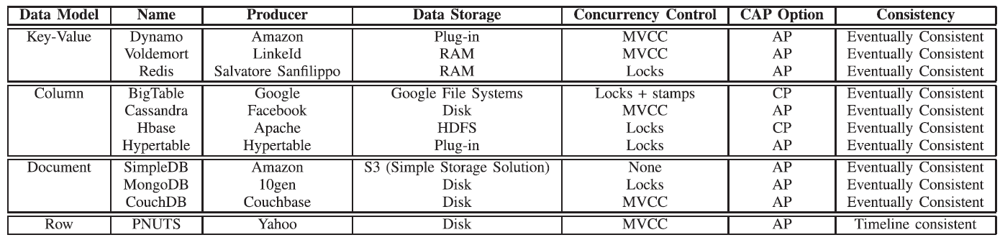 Data Model Name Producer Data Storage Concurrency Control CAP Option Consistency
Key-Value Dynamo Amazon Plug-in MVCC AP Eventually Consistent
Voldemort LinkeId RAM MVCC AP Eventually Consistent
Redis Salvatore Sanfilippo RAM Locks AP Eventually Consistent
Column BigTable Google Google File Systems Locks + stamps CP Eventually Consistent
Cassandra Facebook Disk MVCC AP Eventually Consistent
Hbase Apache HDFS Locks CP Eventually Consistent
Hypertable Hypertable Plug-in Locks AP Eventually Consistent
Document SimpleDB Amazon S3 (Simple Storage Solution) None AP Eventually Consistent
MongoDB 10gen Disk Locks AP Eventually Consistent
CouchDB Couchbase Disk MVCC AP Eventually Consistent
Row PNUTS Yahoo Disk MVCC AP Timeline consistent